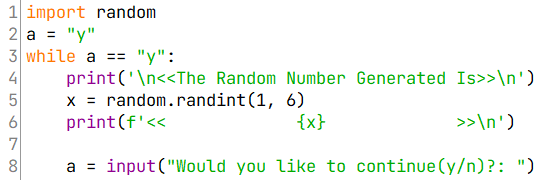 1 import random
2 a = "y"
3 while a == "y":
4     print('\n<<The Random Number Generated Is>>\n')
5     x = random.randint(1, 6)
6     print(f'<<             {x}             >>\n')
7
8     a = input("Would you like to continue(y/n)?: ")